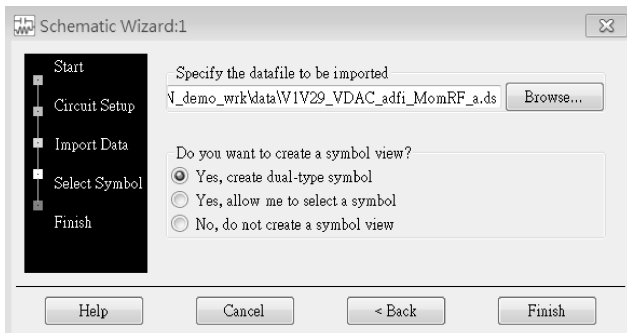 Schematic Wizard:1
Start
Circuit Setup
Import Data
Select Symbol
Finish
Specify the datafile to be imported
N_demo_wrk\data\V1V29_VDAC_adfi_MomRF_a.ds
Browse...
Do you want to create a symbol view?
Yes, create dual-type symbol
Yes, allow me to select a symbol
No, do not create a symbol view
Help
Cancel
< Back
Finish